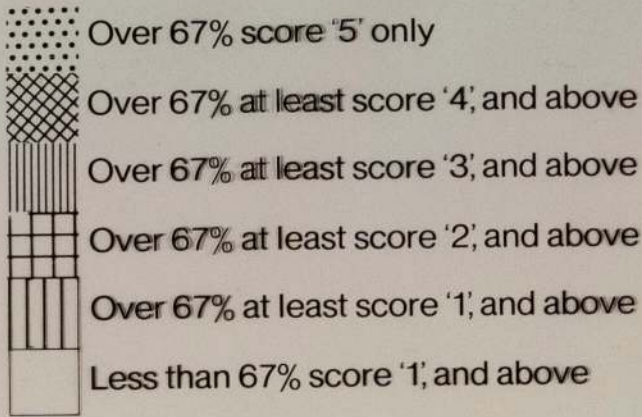 Over 67% score '5' only
Over 67% at least score '4', and above
Over 67% at least score '3', and above
Over 67% at least score '2', and above
Over 67% at least score '1', and above
Less than 67% score '1', and above